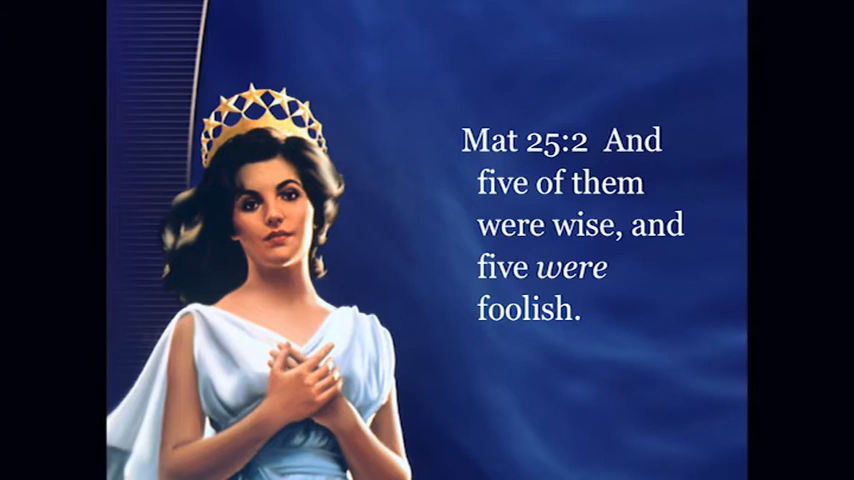 Mat 25:2  And
five of them
were wise, and
five were
foolish.